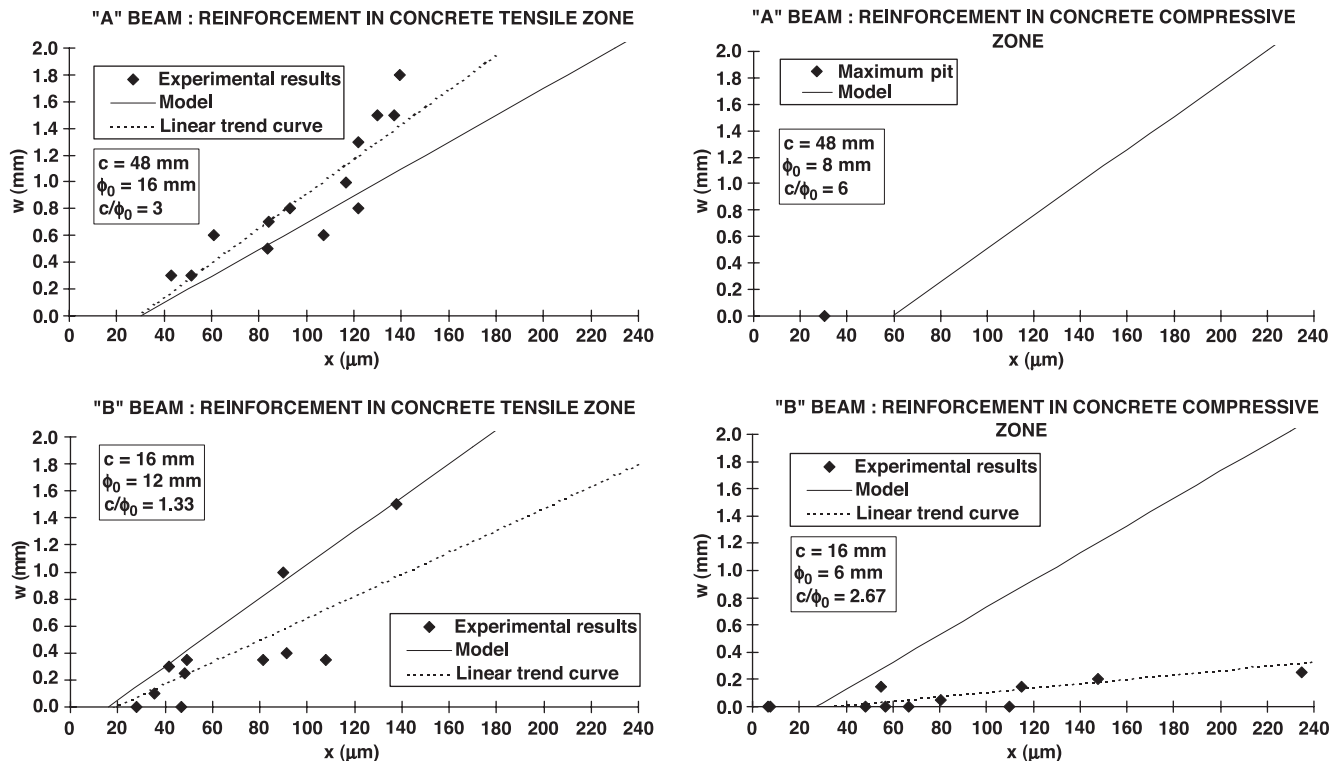 "A" BEAM : REINFORCEMENT IN CONCRETE TENSILE ZONE
2.0
1.8
1.6
1.4
1.2
1.0
0.8
0.6
0.4
0.2
0.0
w (mm)
Experimental results
Model
Linear trend curve
c = 48 mm
ϕ₀ = 16 mm
c/ϕ₀ = 3
0 20 40 60 80 100 120 140 160 180 200 220 240
x (μm)
"A" BEAM : REINFORCEMENT IN CONCRETE COMPRESSIVE
ZONE
2.0
1.8
1.6
1.4
1.2
1.0
0.8
0.6
0.4
0.2
0.0
w (mm)
Maximum pit
Model
c = 48 mm
ϕ₀ = 8 mm
c/ϕ₀ = 6
0 20 40 60 80 100 120 140 160 180 200 220 240
x (μm)
"B" BEAM : REINFORCEMENT IN CONCRETE TENSILE ZONE
2.0
1.8
1.6
1.4
1.2
1.0
0.8
0.6
0.4
0.2
0.0
w (mm)
c = 16 mm
ϕ₀ = 12 mm
c/ϕ₀ = 1.33
Experimental results
Model
Linear trend curve
0 20 40 60 80 100 120 140 160 180 200 220 240
x (μm)
"B" BEAM : REINFORCEMENT IN CONCRETE COMPRESSIVE
ZONE
2.0
1.8
1.6
1.4
1.2
1.0
0.8
0.6
0.4
0.2
0.0
w (mm)
Experimental results
Model
Linear trend curve
c = 16 mm
ϕ₀ = 6 mm
c/ϕ₀ = 2.67
0 20 40 60 80 100 120 140 160 180 200 220 240
x (μm)